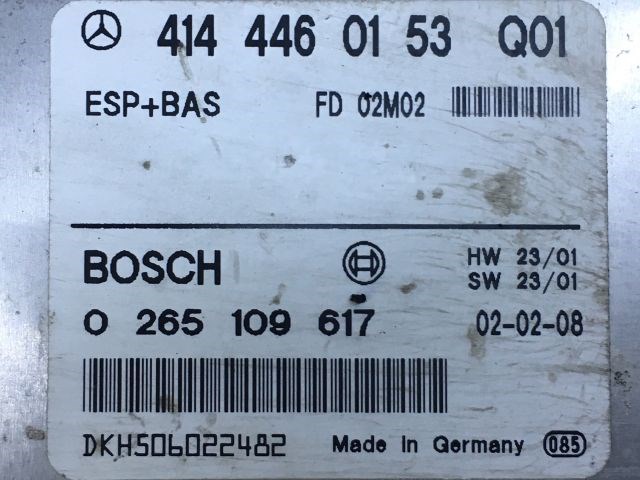 414 446 01 53 Q01
ESP+BAS FD 02M02
BOSCH HW 23/01
SW 23/01
0 265 109 617 02-02-08
DKH506022482 Made in Germany 085